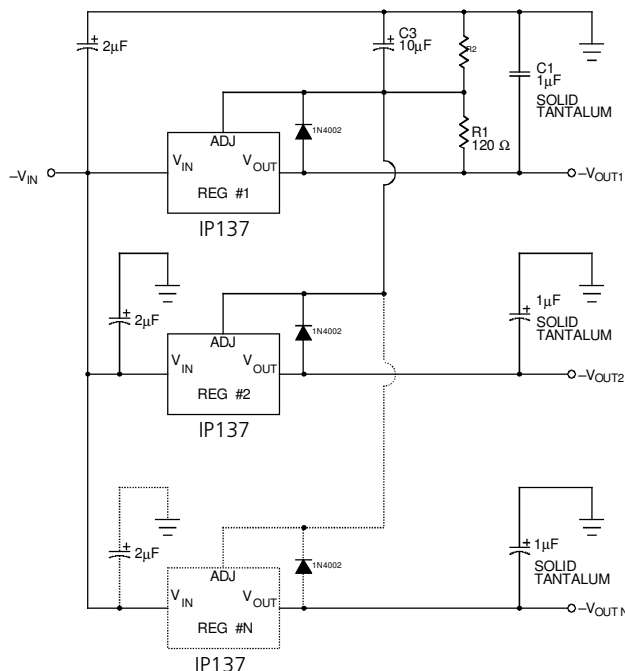 2μF
C3
10μF
R2
C1
1μF
SOLID
TANTALUM
ADJ
1N4002
R1
120 Ω
–VIN
VIN
VOUT
REG #1
–VOUT1
IP137
2μF
ADJ
1N4002
1μF
SOLID
TANTALUM
VIN
VOUT
REG #2
–VOUT2
IP137
2μF
ADJ
1N4002
1μF
SOLID
TANTALUM
VIN
VOUT
REG #N
–VOUT N
IP137